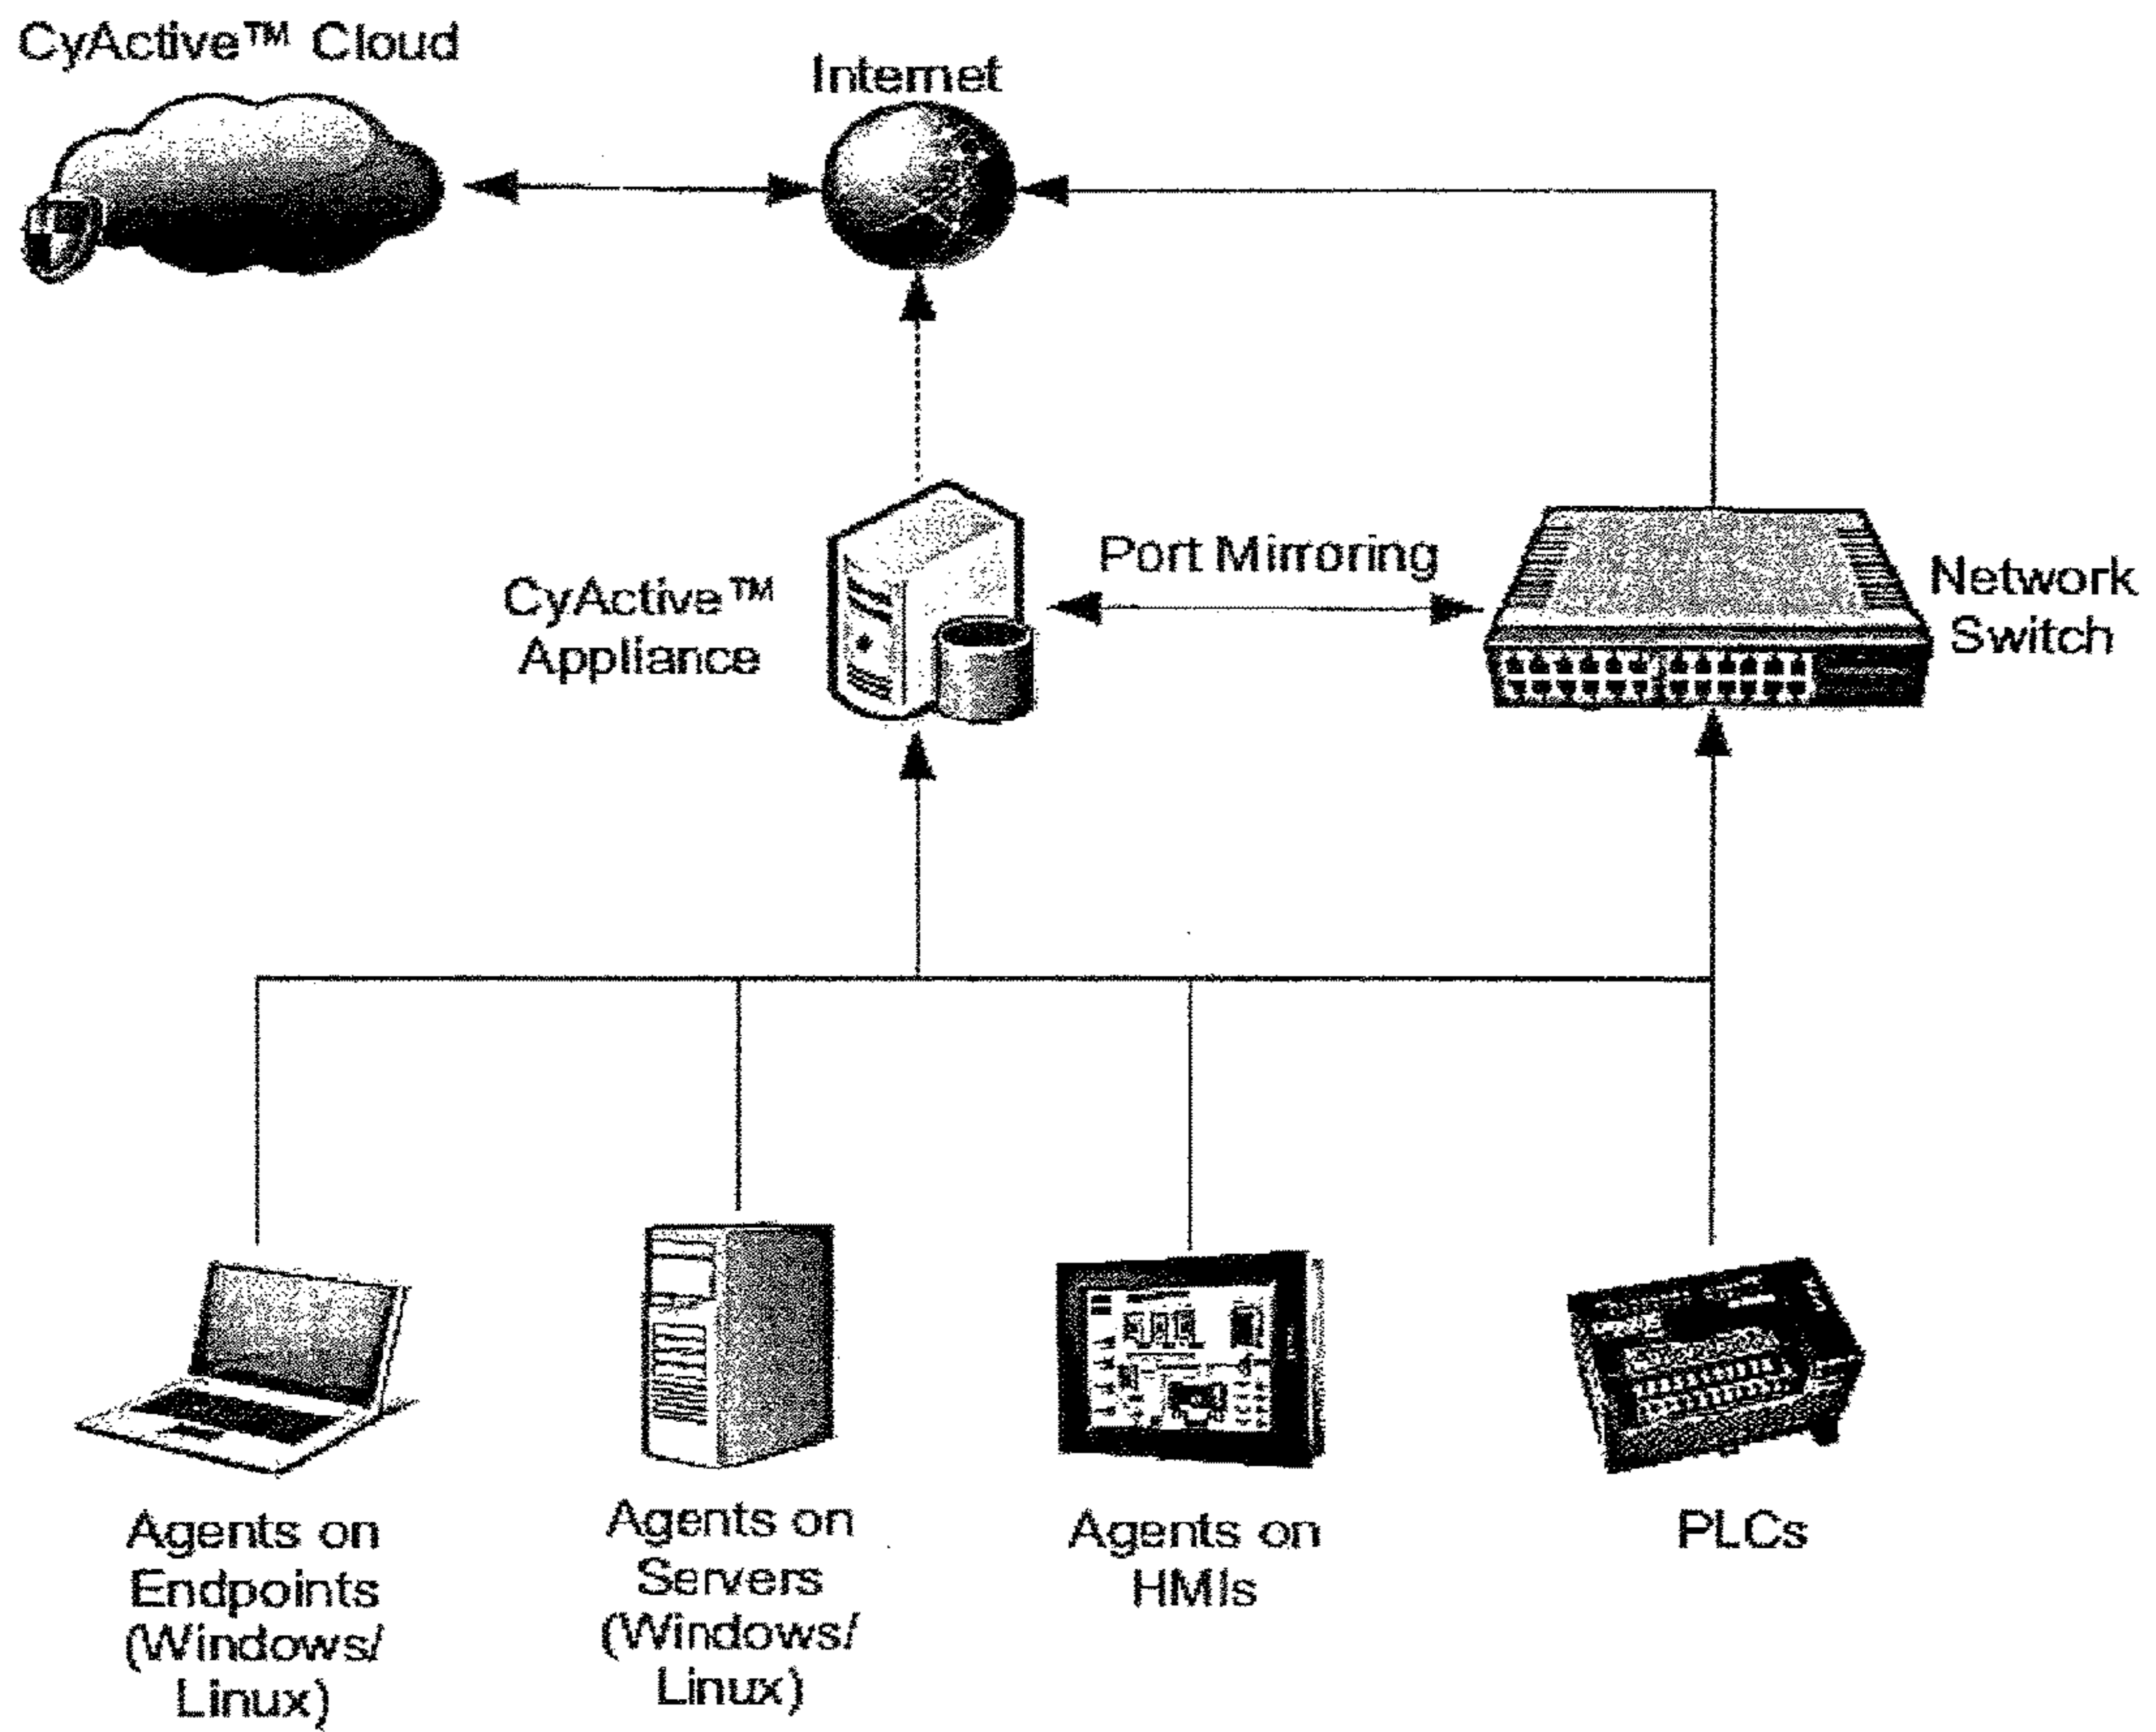 CyActive™ Cloud
Internet
Port Mirroring
CyActive™
Appliance
Network
Switch
Agents on
Endpoints
(Windows/
Linux)
Agents on
Servers
(Windows/
Linux)
Agents on
HMIs
PLCs